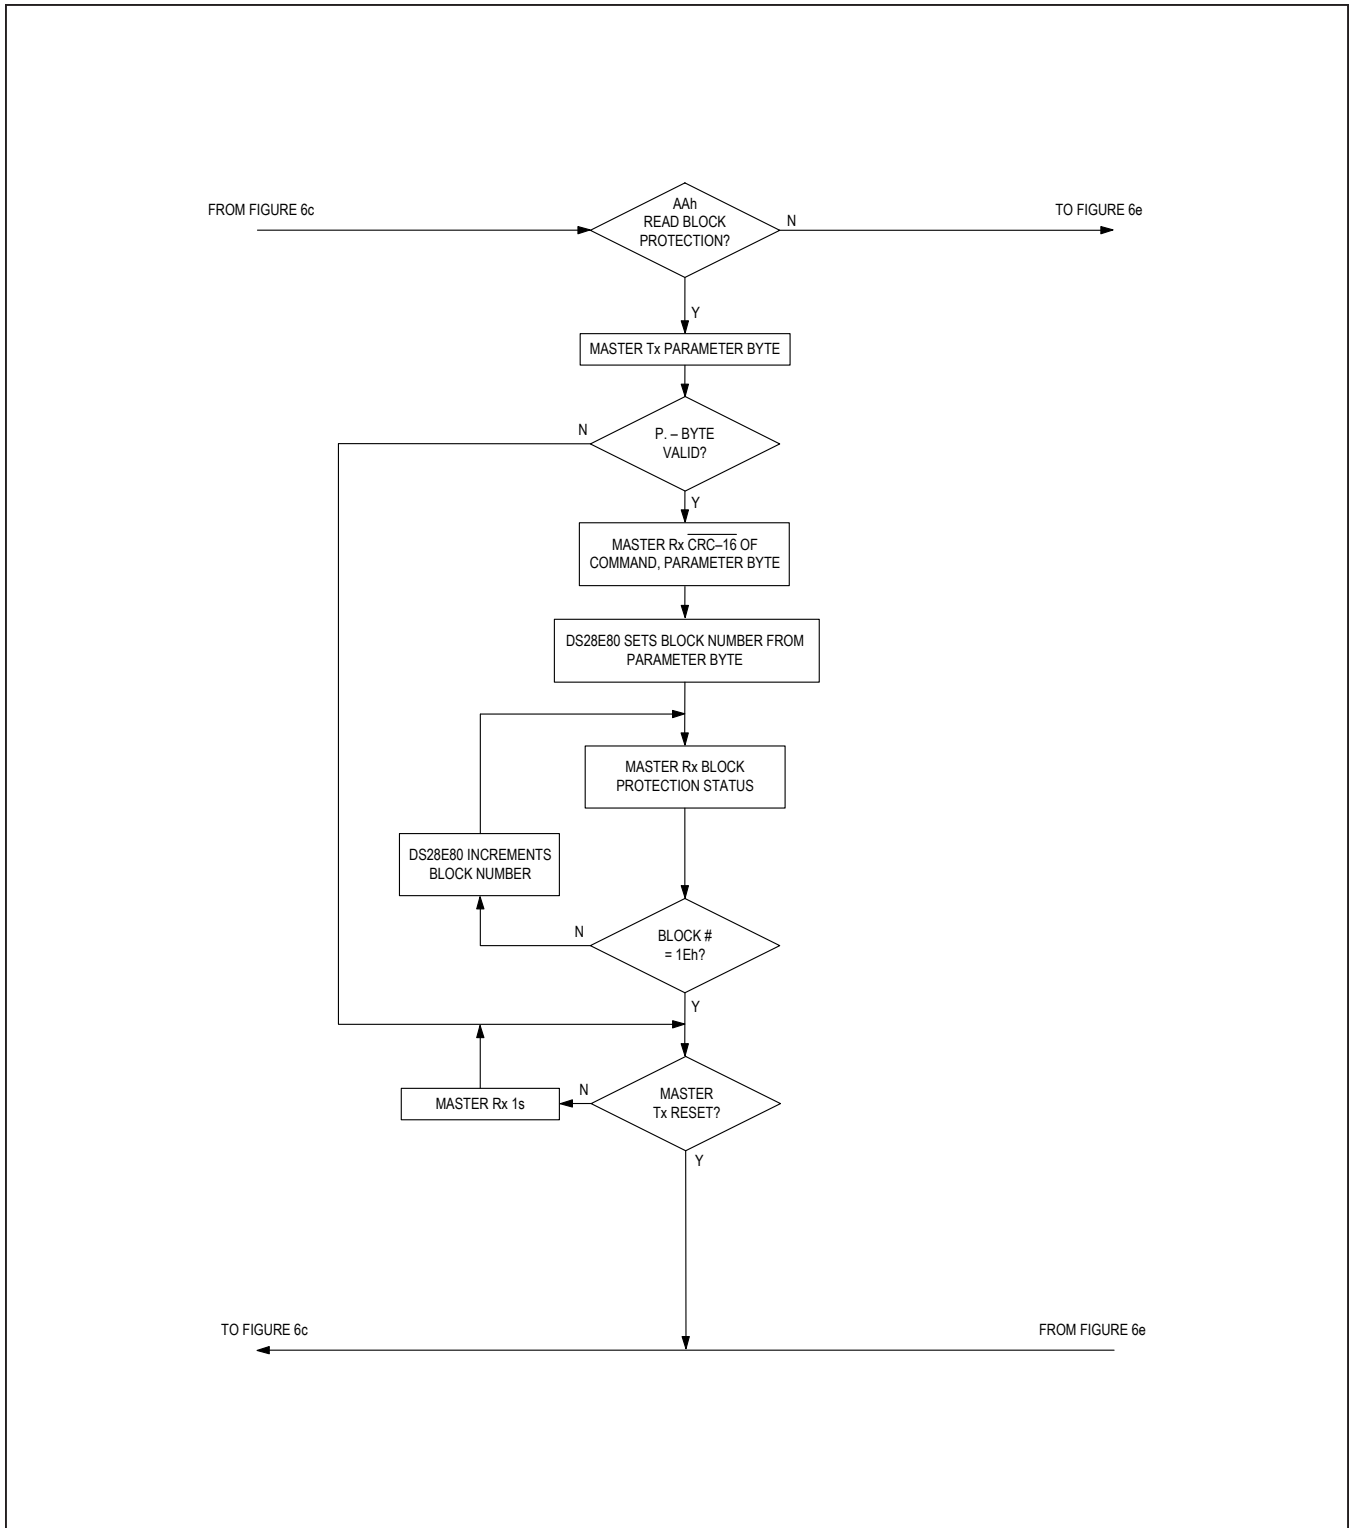 FROM FIGURE 6c
AAh
READ BLOCK
PROTECTION?
N
TO FIGURE 6e
Y
MASTER Tx PARAMETER BYTE
N
P. – BYTE
VALID?
Y
MASTER Rx CRC–16 OF
COMMAND, PARAMETER BYTE
DS28E80 SETS BLOCK NUMBER FROM
PARAMETER BYTE
MASTER Rx BLOCK
PROTECTION STATUS
DS28E80 INCREMENTS
BLOCK NUMBER
N
BLOCK #
= 1Eh?
Y
MASTER Rx 1s
N
MASTER
Tx RESET?
Y
TO FIGURE 6c
FROM FIGURE 6e